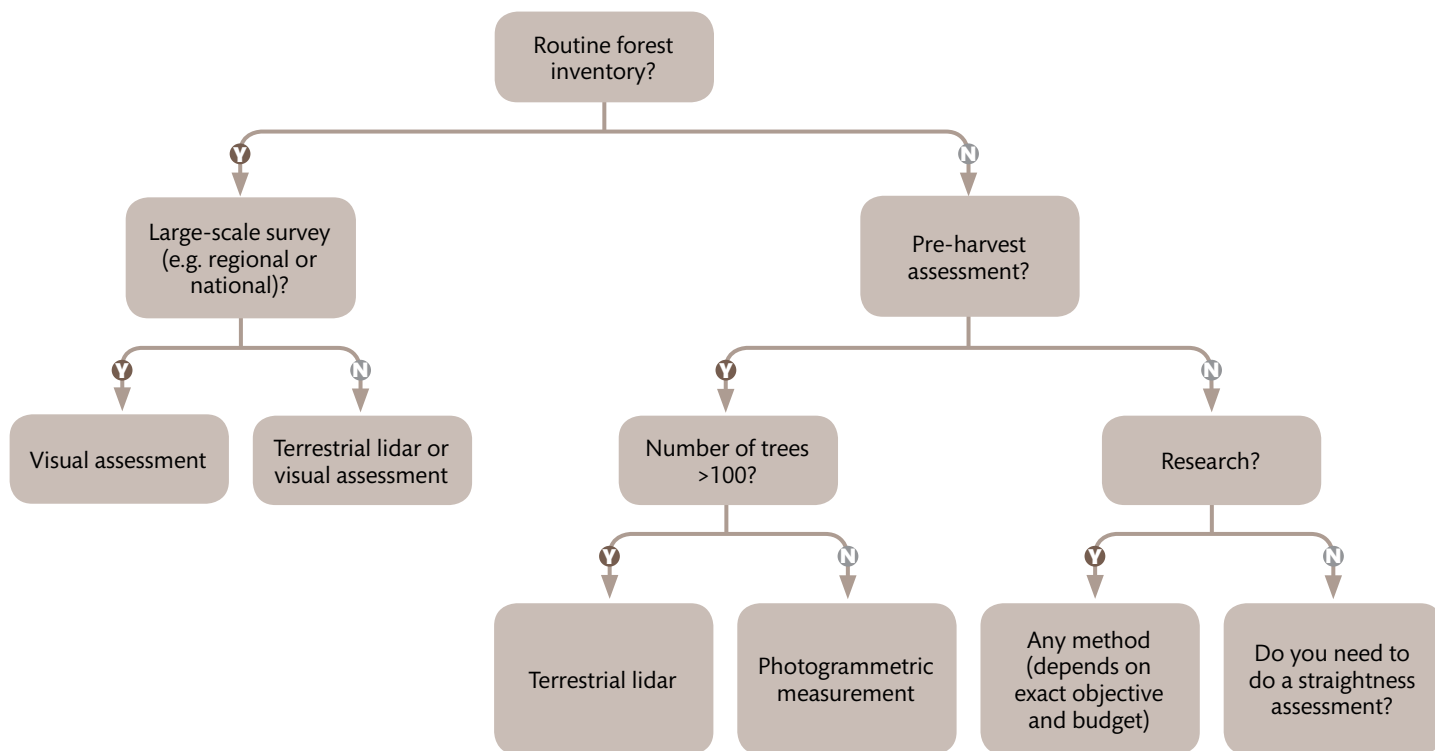 Routine forest
inventory?
Y
N
Large-scale survey
(e.g. regional or
national)?
Pre-harvest
assessment?
Y
N
Y
N
Visual assessment
Terrestrial lidar or
visual assessment
Number of trees
>100?
Research?
Y
N
Y
N
Terrestrial lidar
Photogrammetric
measurement
Any method
(depends on
exact objective
and budget)
Do you need to
do a straightness
assessment?